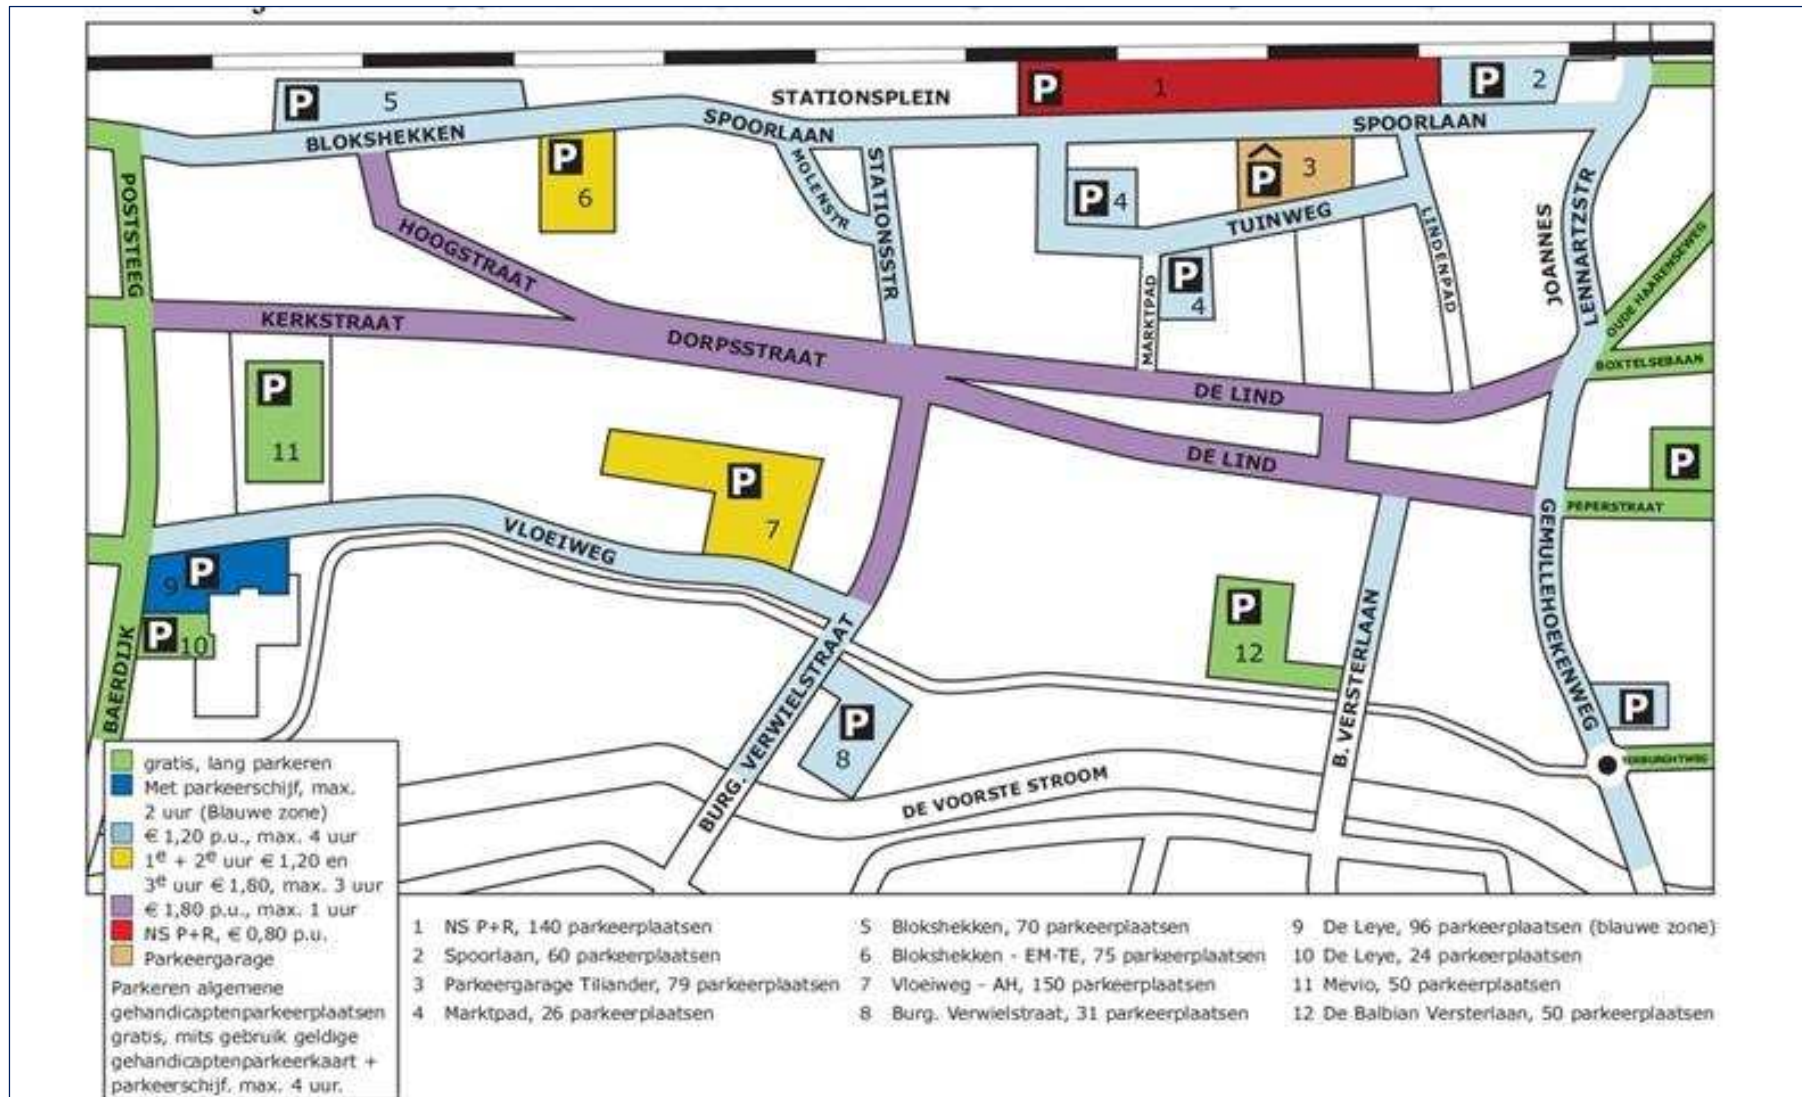 P 5
STATIONSPLEIN
P 1
P 2
BLOKSHEKKEN
SPOORLAAN
SPOORLAAN
P 6
MOLENSTR
STATIONSSTR
P 4
P 3
TUINWEG
LINDENPAD
JOANNES
LENNARTZSTR
OUDE HAARENSEWEG
POSTSTEEG
HOOGSTRAAT
P 4
MARKTPAD
KERKSTRAAT
DORPSSTRAAT
BOXTELSEBAAN
DE LIND
P 11
DE LIND
P
P 7
PEPERSTRAAT
GEMULLEHOEKENWEG
VLOEIWEG
P 9
P 10
P 12
BAERDIJK
BURG. VERWIELSTRAAT
B. VERSTERLAAN
P 8
P
DE VOORSTE STROOM
gratis, lang parkeren
Met parkeerschijf, max.
2 uur (Blauwe zone)
€ 1,20 p.u., max. 4 uur
1e + 2e uur € 1,20 en
3e uur € 1,80, max. 3 uur
€ 1,80 p.u., max. 1 uur
NS P+R, € 0,80 p.u.
Parkeergarage
Parkeren algemene
gehandicaptenparkeerplaatsen
gratis, mits gebruik geldige
gehandicaptenparkeerkaart +
parkeerschijf, max. 4 uur.
1 NS P+R, 140 parkeerplaatsen
2 Spoorlaan, 60 parkeerplaatsen
3 Parkeergarage Tiliander, 79 parkeerplaatsen
4 Marktpad, 26 parkeerplaatsen
5 Blokshekken, 70 parkeerplaatsen
6 Blokshekken - EM-TE, 75 parkeerplaatsen
7 Vloeiweg - AH, 150 parkeerplaatsen
8 Burg. Verwielstraat, 31 parkeerplaatsen
9 De Leye, 96 parkeerplaatsen (blauwe zone)
10 De Leye, 24 parkeerplaatsen
11 Mevio, 50 parkeerplaatsen
12 De Balbian Versterlaan, 50 parkeerplaatsen